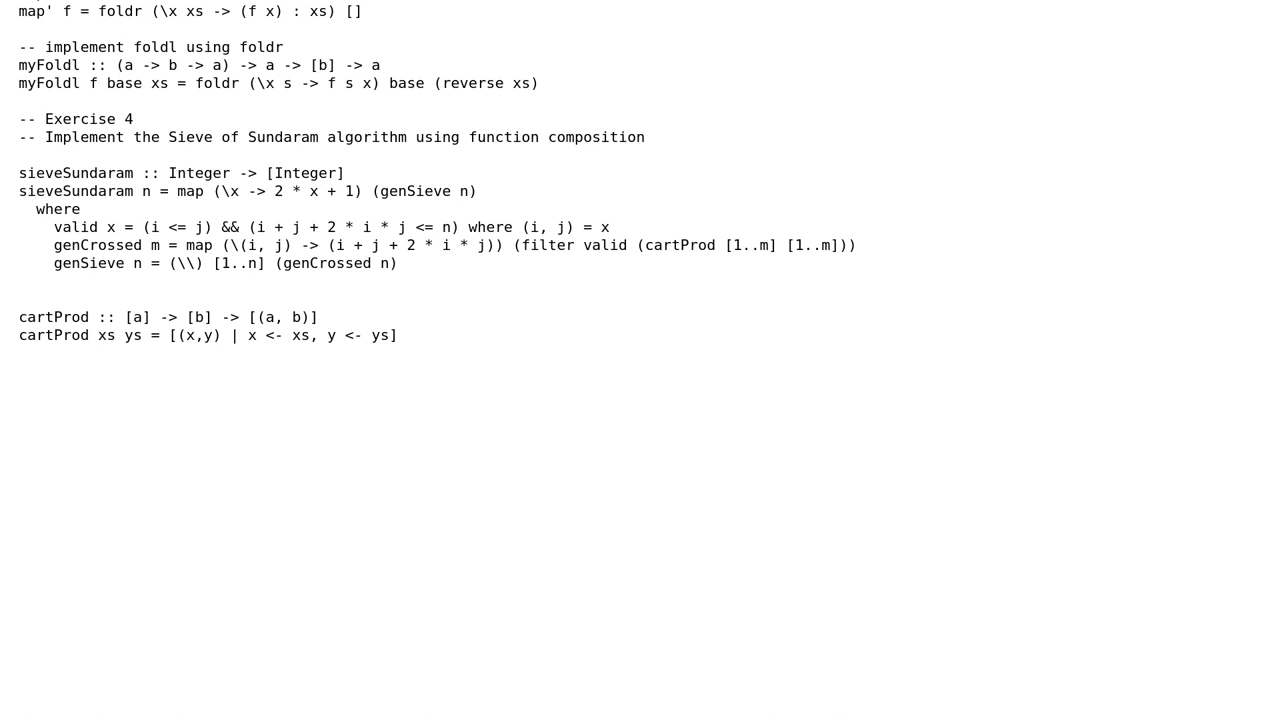 map' f = foldr (\x xs -> (f x) : xs) []

-- implement foldl using foldr
myFoldl :: (a -> b -> a) -> a -> [b] -> a
myFoldl f base xs = foldr (\x s -> f s x) base (reverse xs)

-- Exercise 4
-- Implement the Sieve of Sundaram algorithm using function composition

sieveSundaram :: Integer -> [Integer]
sieveSundaram n = map (\x -> 2 * x + 1) (genSieve n)
  where
    valid x = (i <= j) && (i + j + 2 * i * j <= n) where (i, j) = x
    genCrossed m = map (\(i, j) -> (i + j + 2 * i * j)) (filter valid (cartProd [1..m] [1..m]))
    genSieve n = (\\) [1..n] (genCrossed n)


cartProd :: [a] -> [b] -> [(a, b)]
cartProd xs ys = [(x,y) | x <- xs, y <- ys]